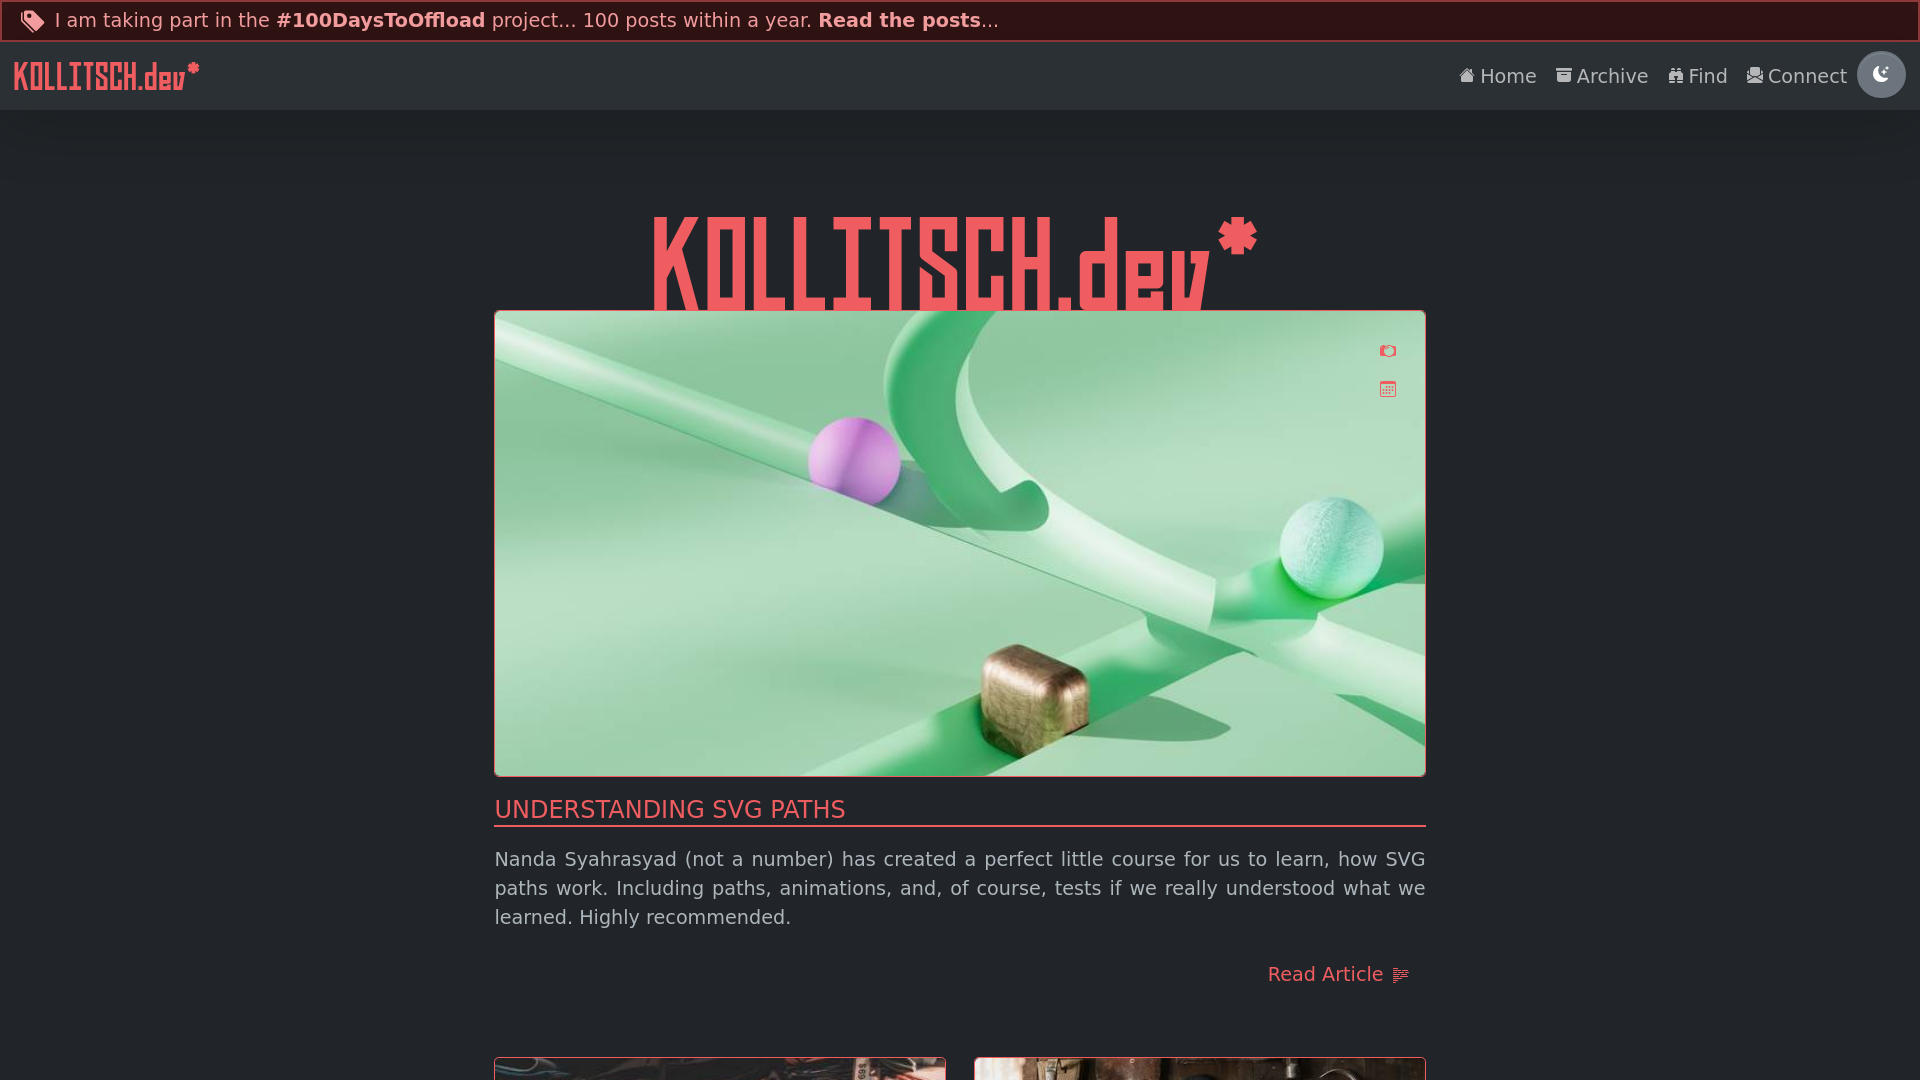 I am taking part in the #100DaysToOffload project... 100 posts within a year. Read the posts...
KOLLITSCH.dev*
Home
Archive
Find
Connect
KOLLITSCH.dev*
UNDERSTANDING SVG PATHS
Nanda Syahrasyad (not a number) has created a perfect little course for us to learn, how SVG
paths work. Including paths, animations, and, of course, tests if we really understood what we
learned. Highly recommended.
Read Article